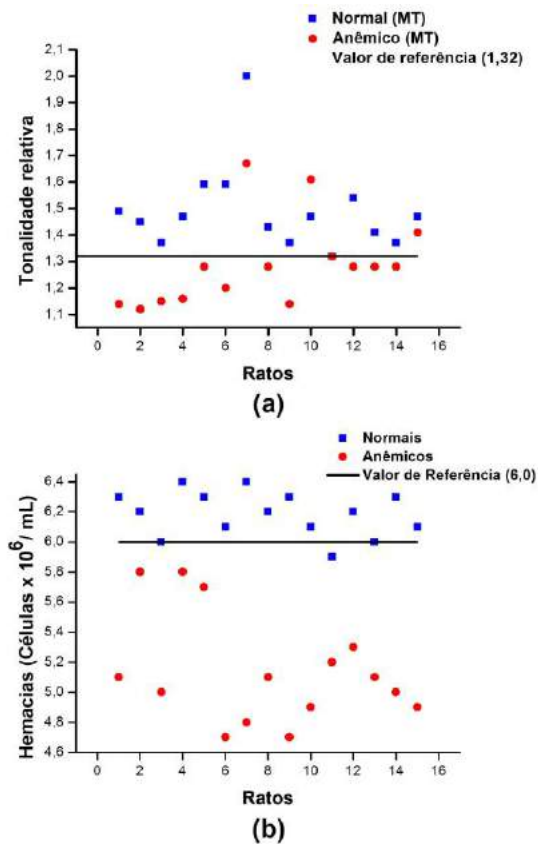 Normal (MT)
Anêmico (MT)
Valor de referência (1,32)
Tonalidade relativa
2,1
2,0
1,7
1,6
1,5
1,4
1,3
1,2
1,1
0 2 4 6 8 10 12 14 16
Ratos
(a)
Normais
Anêmicos
Valor de Referência (6,0)
Hemacias (Células x 10⁶/ mL)
6,4
6,2
6,0
5,8
5,6
5,4
5,2
5,0
4,8
4,6
0 2 4 6 8 10 12 14 16
Ratos
(b)